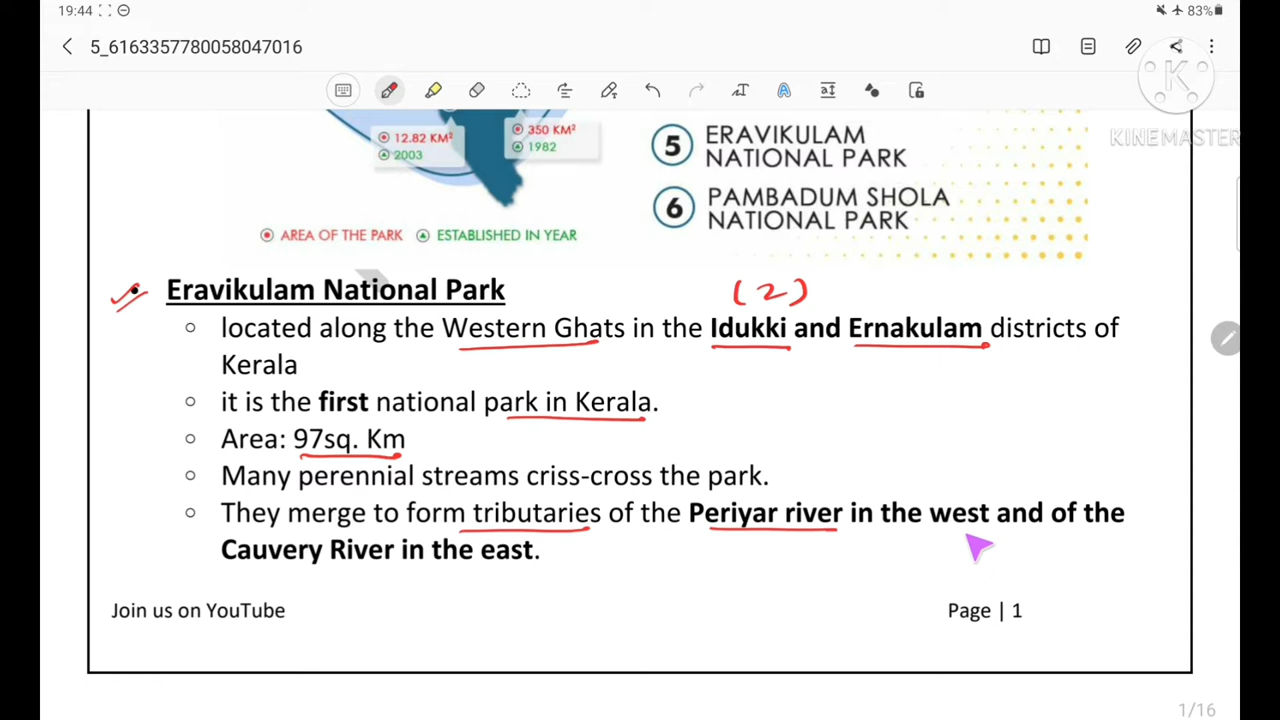 19:44
83%
5_6163357780058047016
K
KINEMASTER
12.82 KM²
2003
350 KM²
1982
5 ERAVIKULAM
NATIONAL PARK
6 PAMBADUM SHOLA
NATIONAL PARK
AREA OF THE PARK ESTABLISHED IN YEAR
• Eravikulam National Park (2)
○ located along the Western Ghats in the Idukki and Ernakulam districts of
Kerala
○ it is the first national park in Kerala.
○ Area: 97sq. Km
○ Many perennial streams criss-cross the park.
○ They merge to form tributaries of the Periyar river in the west and of the
Cauvery River in the east.
Join us on YouTube Page | 1
1/16